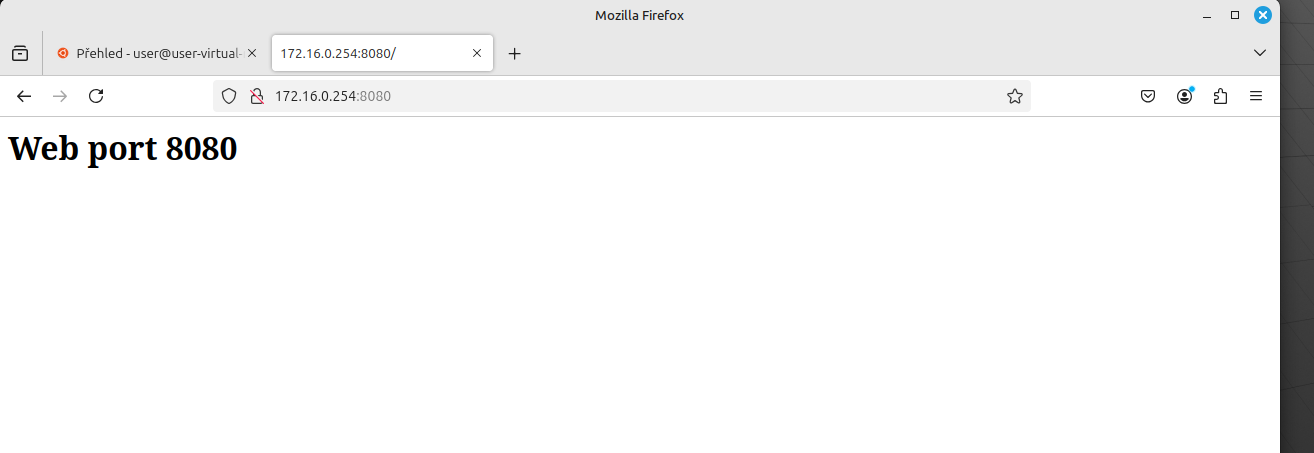 Mozilla Firefox
Přehled - user@user-virtual-
172.16.0.254:8080/
172.16.0.254:8080
Web port 8080